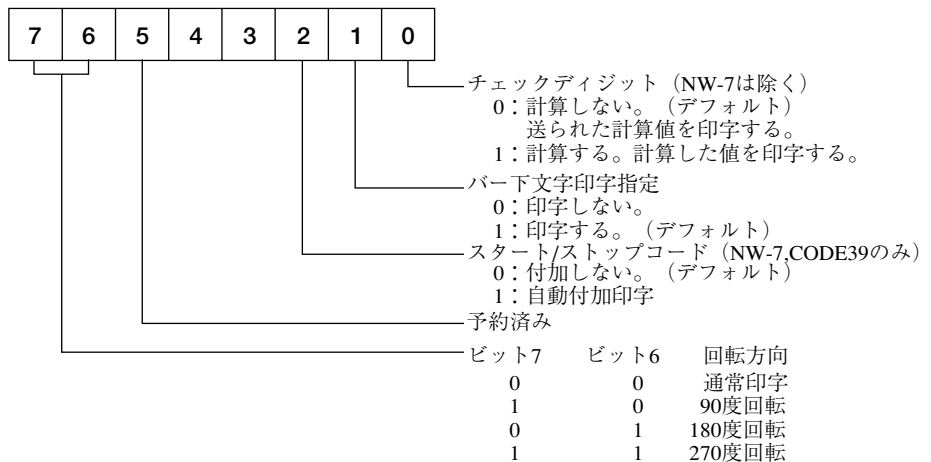 7 6 5 4 3 2 1 0
チェックディジット（NW-7は除く）
0：計算しない。（デフォルト）
送られた計算値を印字する。
1：計算する。計算した値を印字する。
バー下文字印字指定
0：印字しない。
1：印字する。（デフォルト）
スタート/ストップコード（NW-7,CODE39のみ）
0：付加しない。（デフォルト）
1：自動付加印字
予約済み
ビット7 ビット6 回転方向
0 0 通常印字
1 0 90度回転
0 1 180度回転
1 1 270度回転